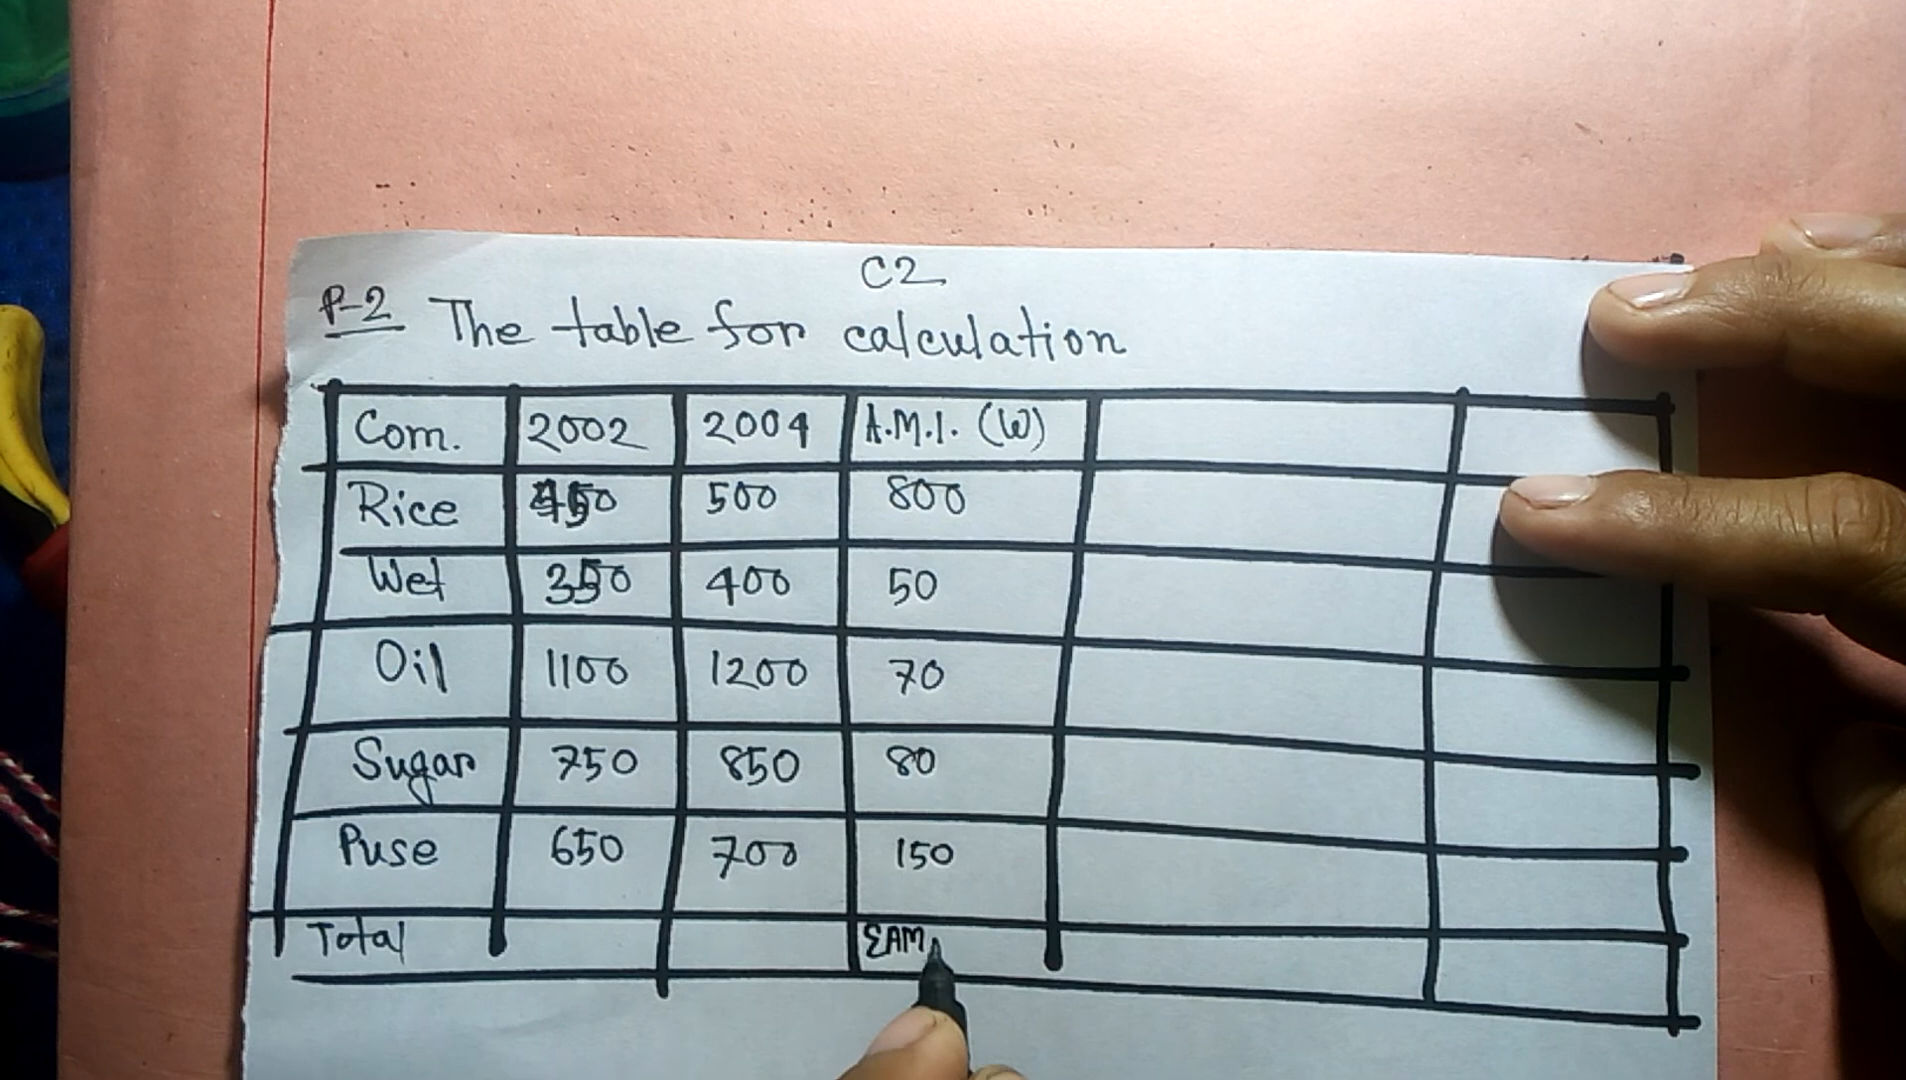 C2
P-2 The table for calculation
Com. 2002 2004 A.M.I. (W)
Rice 450 500 800
Wet 350 400 50
Oil 1100 1200 70
Sugar 750 850 80
Puse 650 700 150
Total ΣAM